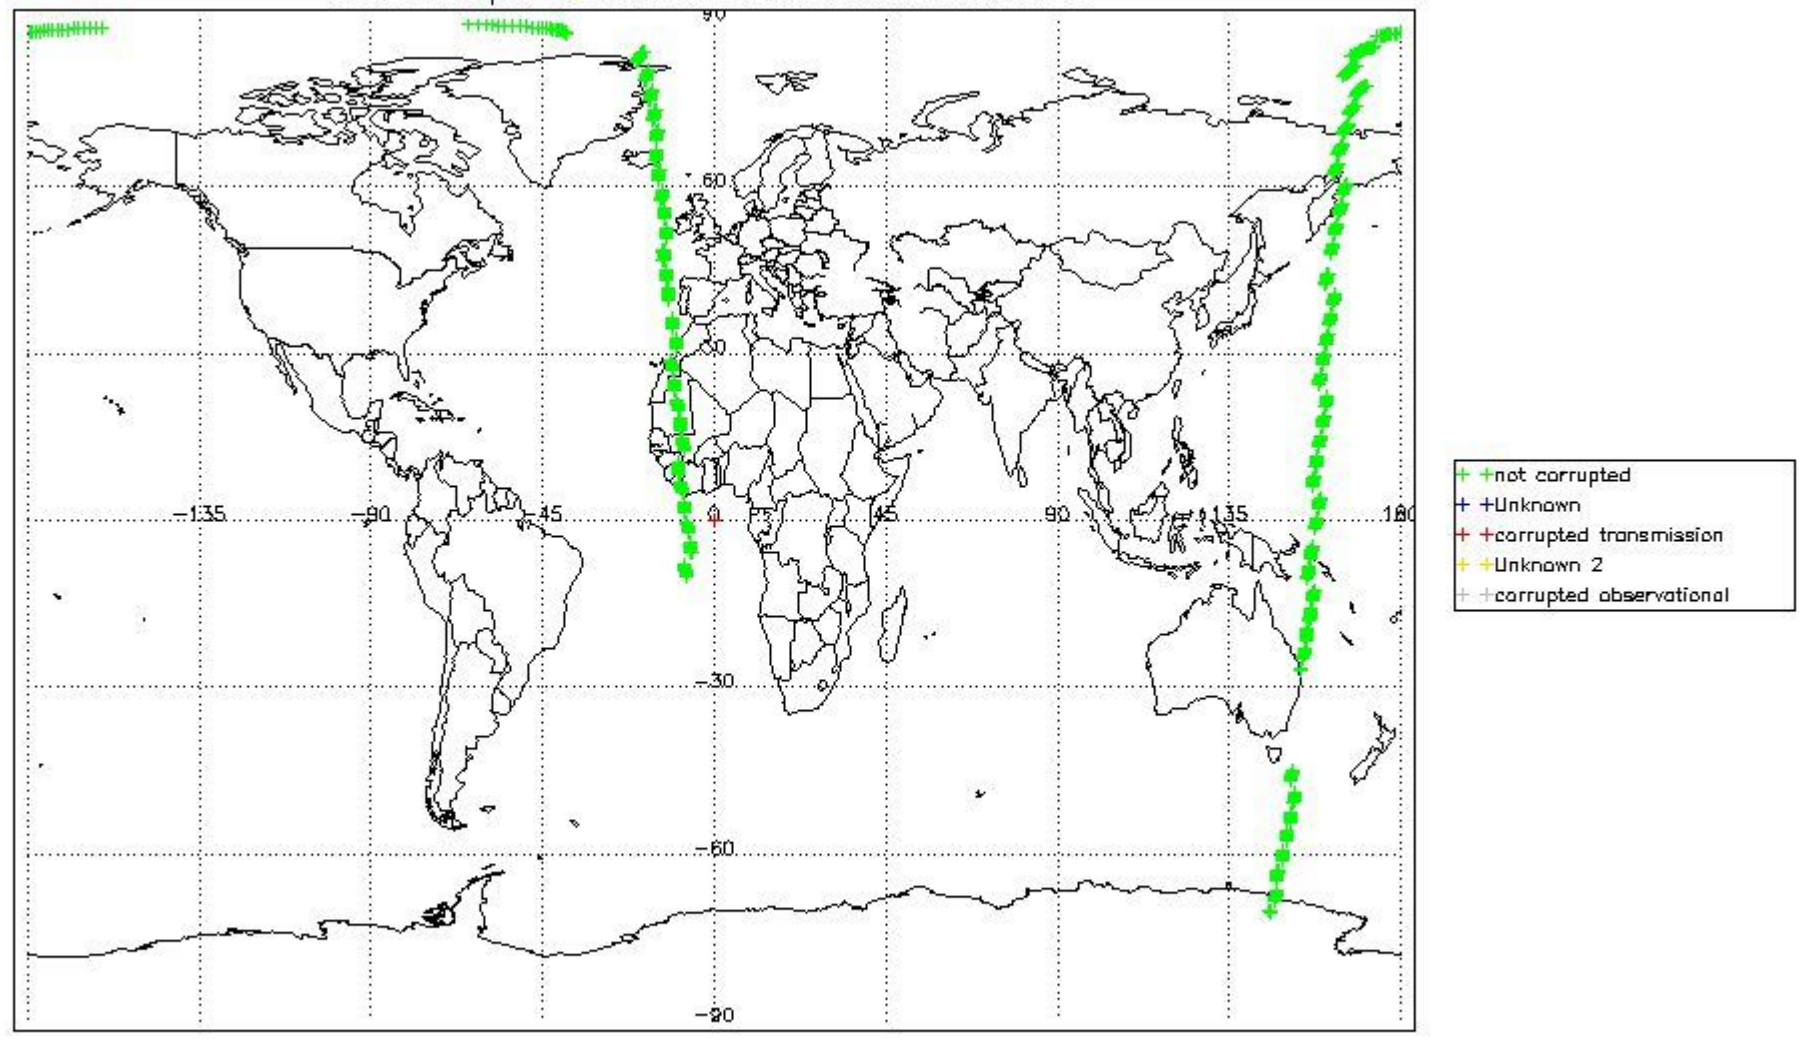 90
60
30
-135 -90 -45 0 45 90 135 180
-30
-60
-90
not corrupted
Unknown
corrupted transmission
Unknown 2
corrupted observational